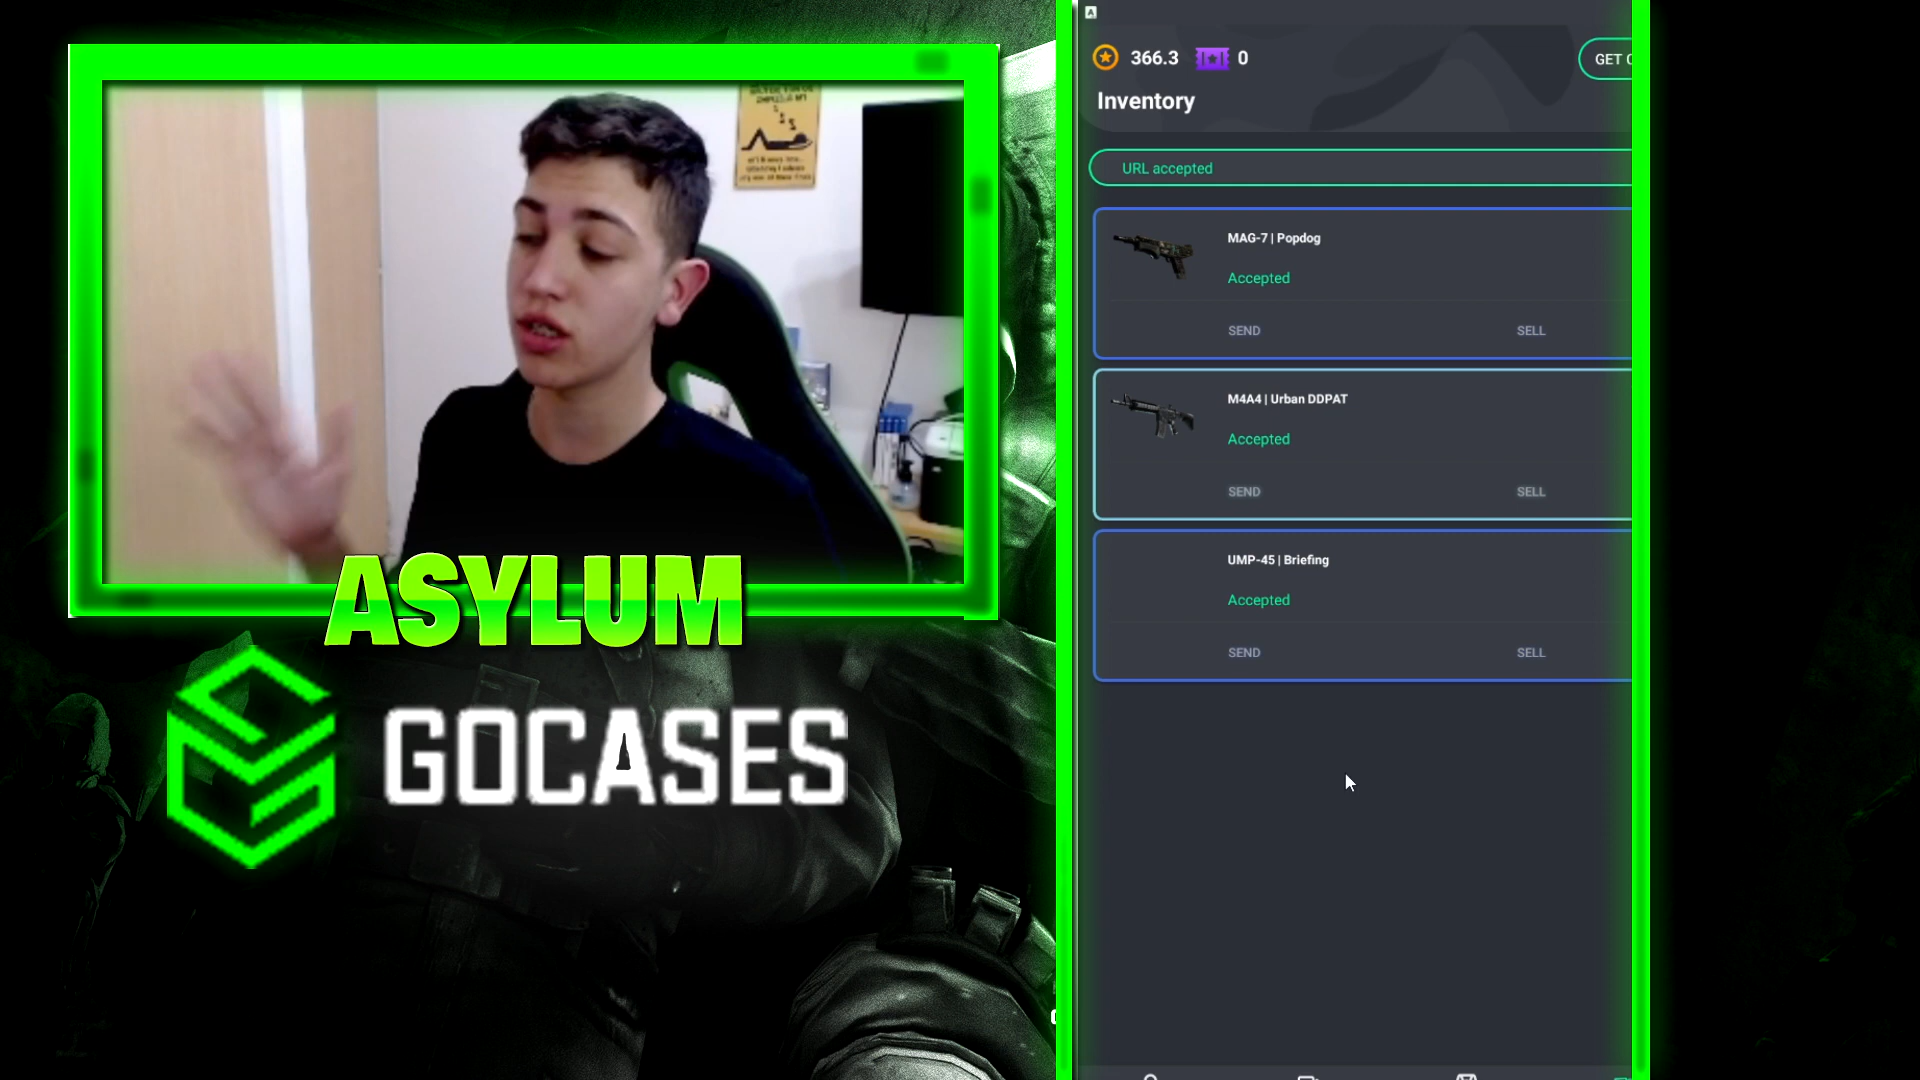 366.3 0
GET
Inventory
URL accepted
MAG-7 | Popdog
Accepted
SEND SELL
M4A4 | Urban DDPAT
Accepted
SEND SELL
UMP-45 | Briefing
Accepted
SEND SELL
ASYLUM
GOCASES